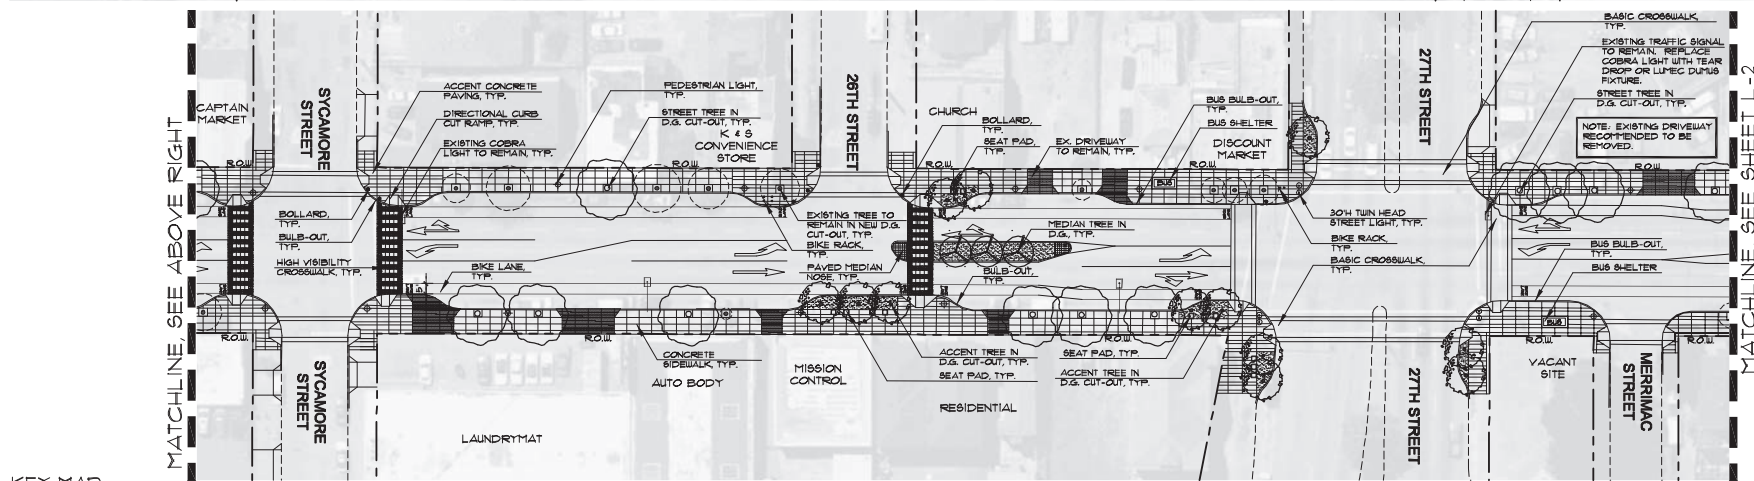 MATCHLINE, SEE ABOVE RIGHT
CAPTAIN
MARKET
R.O.W.
SYCAMORE
STREET
ACCENT CONCRETE
PAVING, TYP.
DIRECTIONAL CURB
CUT RAMP, TYP.
EXISTING COBRA
LIGHT TO REMAIN, TYP.
PEDESTRIAN LIGHT,
TYP.
STREET TREE IN
D.G. CUT-OUT, TYP.
K & S
CONVENIENCE
STORE
R.O.W.
26TH STREET
CHURCH
BOLLARD,
TYP.
SEAT PAD,
TYP.
R.O.W.
EX. DRIVEWAY
TO REMAIN, TYP.
BUS BULB-OUT,
TYP.
BUS SHELTER
DISCOUNT
MARKET
R.O.W.
BUS
27TH STREET
BASIC CROSSWALK,
TYP.
EXISTING TRAFFIC SIGNAL
TO REMAIN. REPLACE
COBRA LIGHT WITH TEAR
DROP OR LUMEC DUMUS
FIXTURE.
STREET TREE IN
D.G. CUT-OUT, TYP.
NOTE: EXISTING DRIVEWAY
RECOMMENDED TO BE
REMOVED.
R.O.W.
MATCHLINE SEE SHEET L-2
BOLLARD,
TYP.
BULB-OUT,
TYP.
HIGH VISIBILITY
CROSSWALK, TYP.
BIKE LANE,
TYP.
EXISTING TREE TO
REMAIN IN NEW D.G.
CUT-OUT, TYP.
BIKE RACK,
TYP.
PAVED MEDIAN
NOSE, TYP.
MEDIAN TREE IN
D.G., TYP.
BULB-OUT,
TYP.
30'H TWIN HEAD
STREET LIGHT, TYP.
BIKE RACK,
TYP.
BASIC CROSSWALK,
TYP.
BUS BULB-OUT,
TYP.
BUS SHELTER
BUS
R.O.W.
R.O.W.
R.O.W.
R.O.W.
R.O.W.
SYCAMORE
STREET
LAUNDRYMAT
CONCRETE
SIDEWALK, TYP.
AUTO BODY
MISSION
CONTROL
ACCENT TREE IN
D.G. CUT-OUT, TYP.
SEAT PAD, TYP.
RESIDENTIAL
SEAT PAD, TYP.
ACCENT TREE IN
D.G. CUT-OUT, TYP.
27TH STREET
VACANT
SITE
MERRIMAC
STREET
KEY MAP